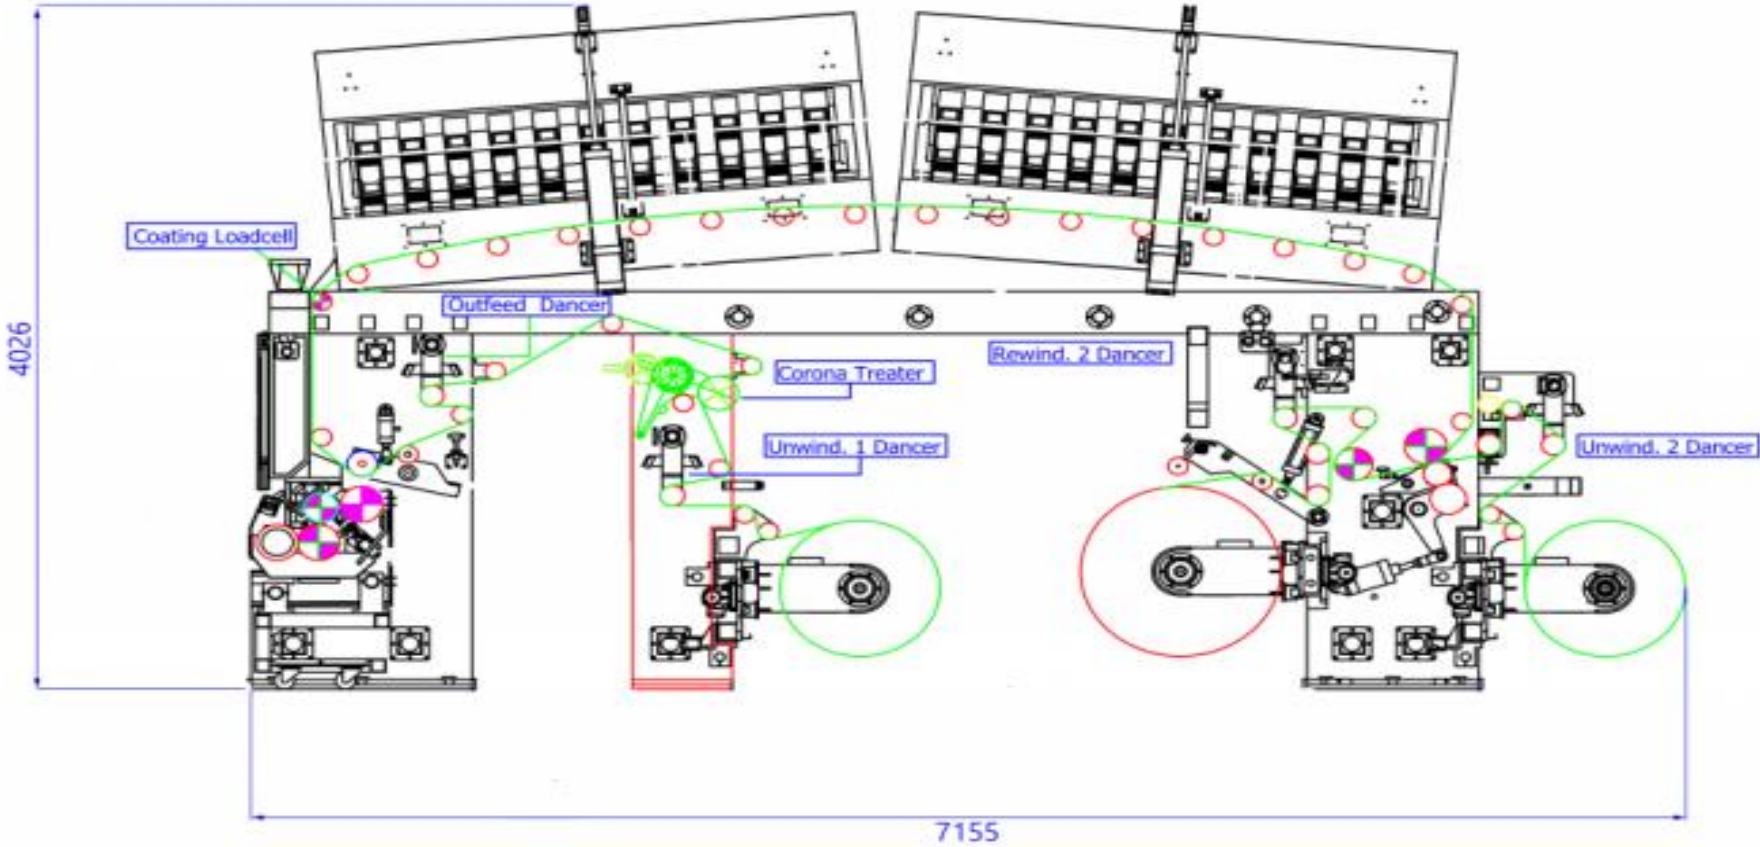 Coating Loadcell
Outfeed Dancer
Rewind. 2 Dancer
Corona Treater
Unwind. 1 Dancer
Unwind. 2 Dancer
4026
7155